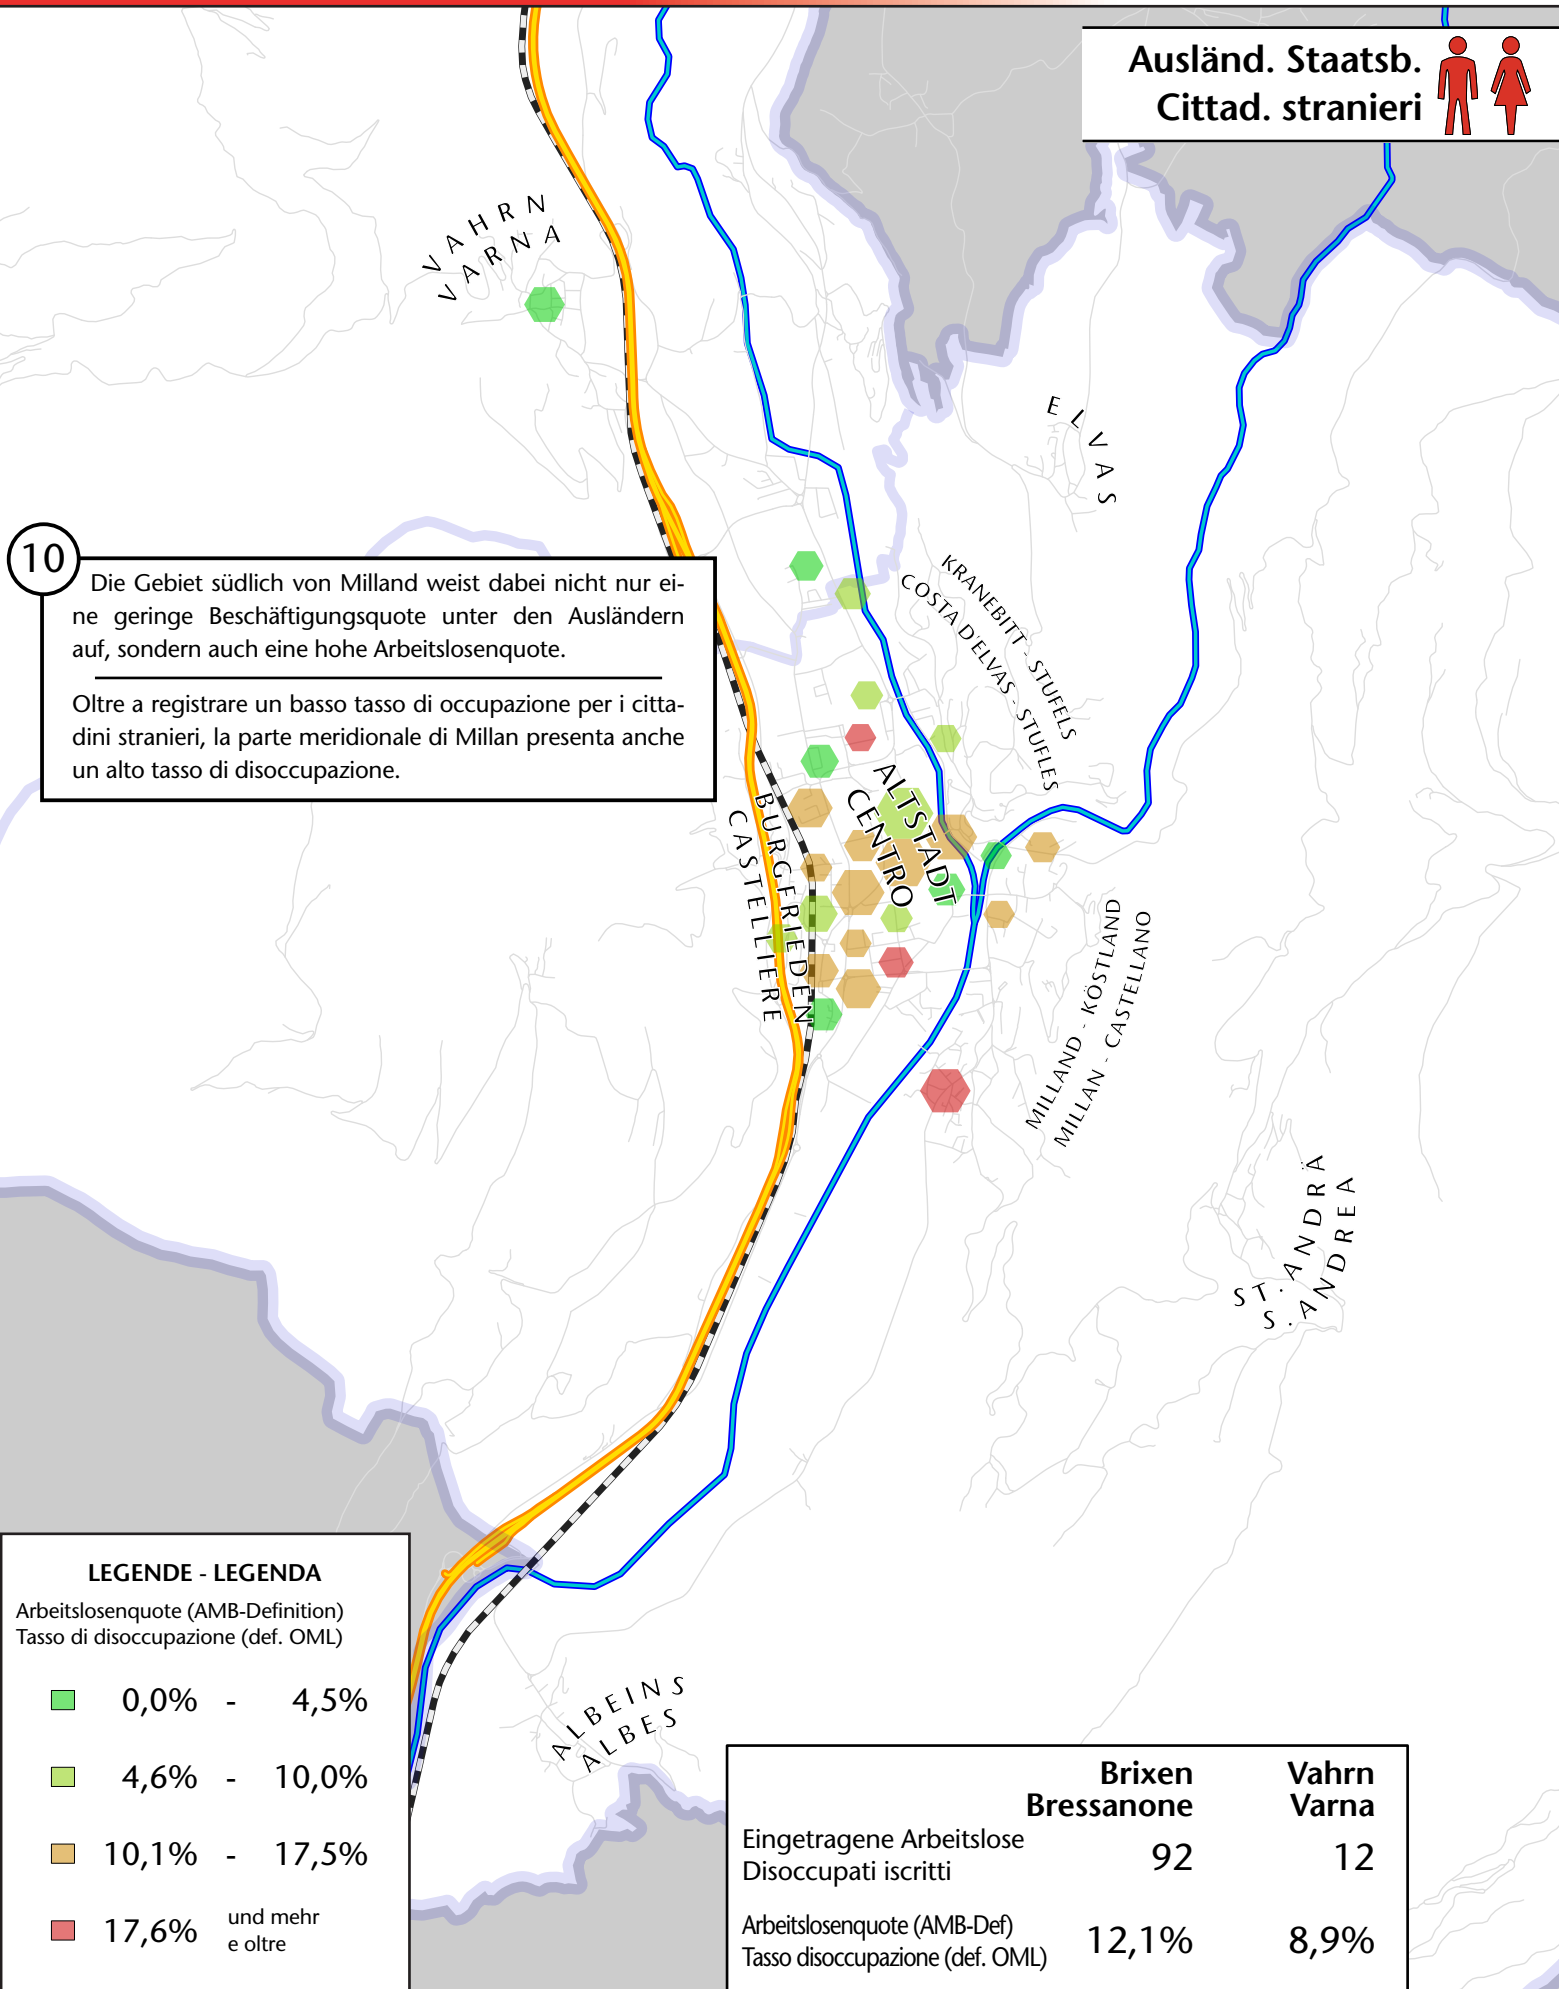 Ausländ. Staatsb.
Cittad. stranieri
VAHRN
VARNA
ELVAS
10
Die Gebiet südlich von Milland weist dabei nicht nur ei-
ne geringe Beschäftigungsquote unter den Ausländern
auf, sondern auch eine hohe Arbeitslosenquote.
Oltre a registrare un basso tasso di occupazione per i citta-
dini stranieri, la parte meridionale di Millan presenta anche
un alto tasso di disoccupazione.
KRANEBITT - STUFELS
COSTA D'ELVAS - STUFLES
ALTSTADT
CENTRO
BURGFRIEDEN
CASTELLIERE
MILLAND - KÖSTLAND
MILLAN - CASTELLANO
ST. ANDRÄ
S. ANDREA
ALBEINS
ALBES
LEGENDE - LEGENDA
Arbeitslosenquote (AMB-Definition)
Tasso di disoccupazione (def. OML)
0,0% - 4,5%
4,6% - 10,0%
10,1% - 17,5%
17,6% und mehr
e oltre
Brixen Vahrn
Bressanone Varna
Eingetragene Arbeitslose
Disoccupati iscritti 92 12
Arbeitslosenquote (AMB-Def)
Tasso disoccupazione (def. OML) 12,1% 8,9%